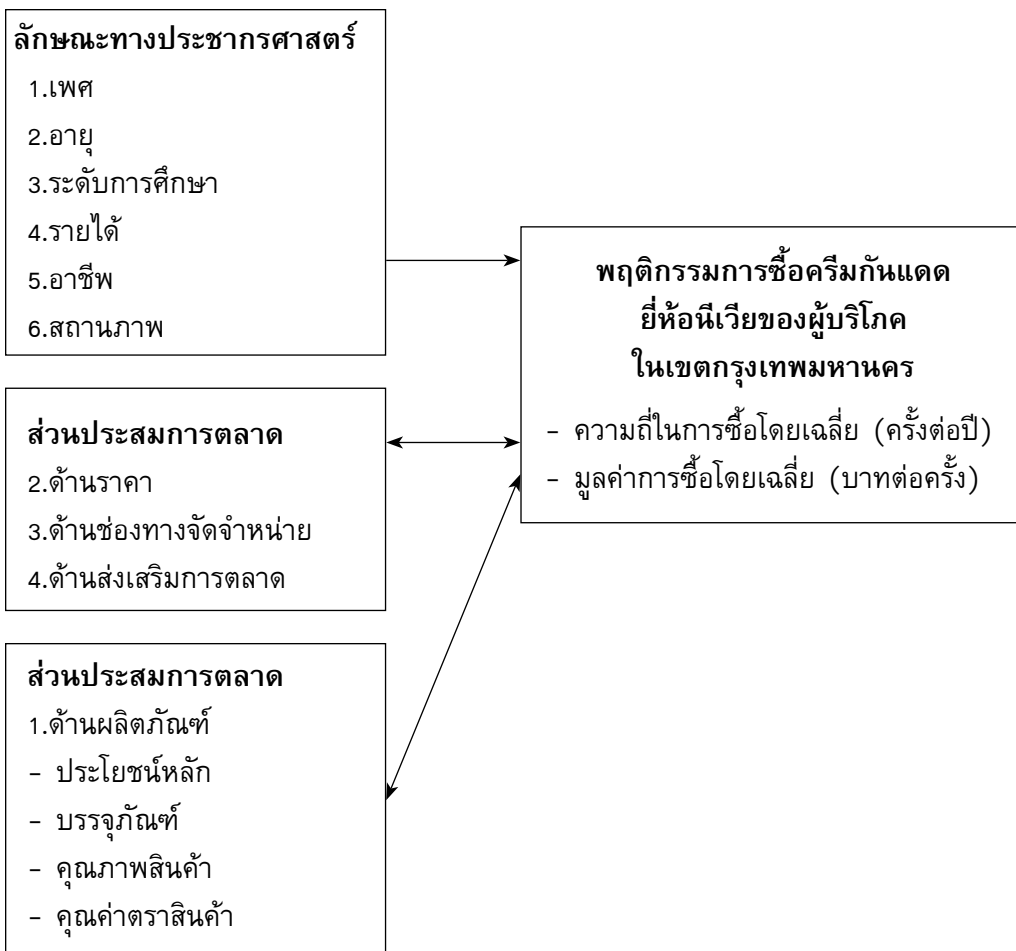 ลักษณะทางประชากรศาสตร์
1.เพศ
2.อายุ
3.ระดับการศึกษา
4.รายได้
5.อาชีพ
6.สถานภาพ
พฤติกรรมการซื้อครีมกันแดด
ยี่ห้อนีเวียของผู้บริโภค
ในเขตกรุงเทพมหานคร
- ความถี่ในการซื้อโดยเฉลี่ย (ครั้งต่อปี)
- มูลค่าการซื้อโดยเฉลี่ย (บาทต่อครั้ง)
ส่วนประสมการตลาด
2.ด้านราคา
3.ด้านช่องทางจัดจำหน่าย
4.ด้านส่งเสริมการตลาด
ส่วนประสมการตลาด
1.ด้านผลิตภัณฑ์
- ประโยชน์หลัก
- บรรจุภัณฑ์
- คุณภาพสินค้า
- คุณค่าตราสินค้า